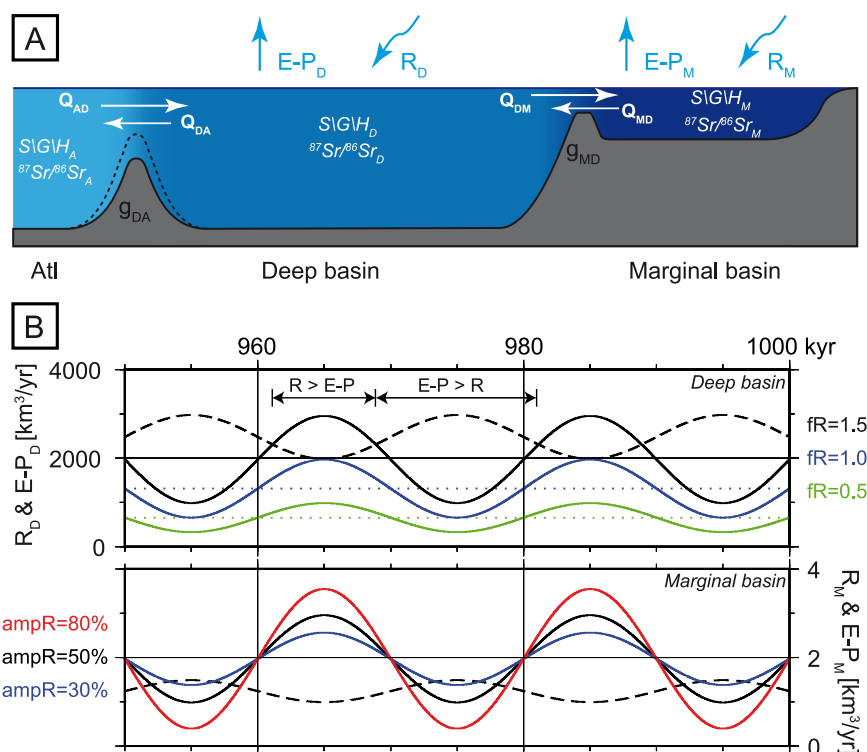 A
E-P_D
R_D
E-P_M
R_M
Q_AD
Q_DA
Q_DM
Q_MD
S\G\H_A
⁸⁷Sr/⁸⁶Sr_A
S\G\H_D
⁸⁷Sr/⁸⁶Sr_D
S\G\H_M
⁸⁷Sr/⁸⁶Sr_M
g_DA
g_MD
Atl
Deep basin
Marginal basin
B
960
980
1000 kyr
4000
2000
0
R_D & E-P_D [km³/yr]
R > E-P
E-P > R
Deep basin
fR=1.5
fR=1.0
fR=0.5
Marginal basin
ampR=80%
ampR=50%
ampR=30%
4
2
R_M & E-P_M [km³/yr]